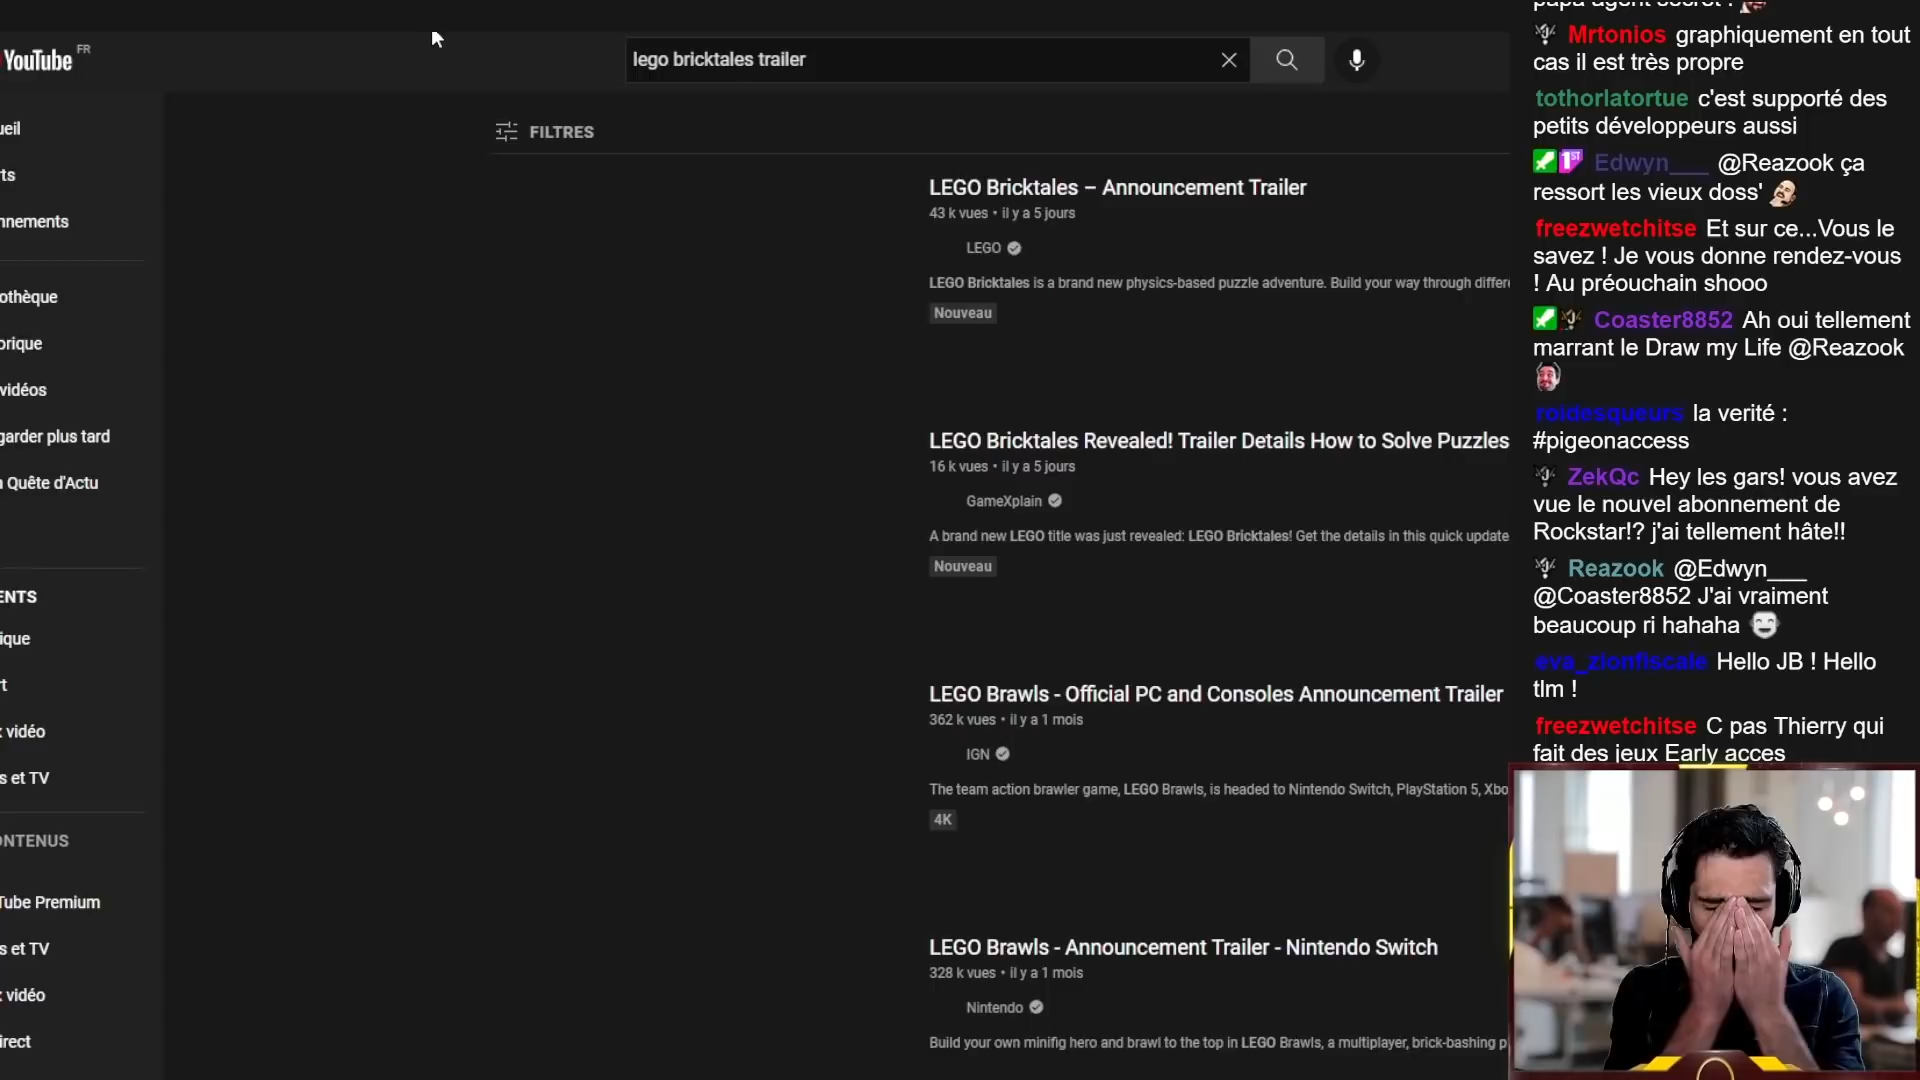 YouTube FR
lego bricktales trailer
ueil
rts
nnements
othèque
orique
vidéos
garder plus tard
n Quête d'Actu
ENTS
ique
rt
x vidéo
s et TV
ONTENUS
Tube Premium
s et TV
x vidéo
irect
FILTRES
LEGO Bricktales – Announcement Trailer
43 k vues • il y a 5 jours
LEGO
LEGO Bricktales is a brand new physics-based puzzle adventure. Build your way through differe
Nouveau
LEGO Bricktales Revealed! Trailer Details How to Solve Puzzles
16 k vues • il y a 5 jours
GameXplain
A brand new LEGO title was just revealed: LEGO Bricktales! Get the details in this quick update
Nouveau
LEGO Brawls - Official PC and Consoles Announcement Trailer
362 k vues • il y a 1 mois
IGN
The team action brawler game, LEGO Brawls, is headed to Nintendo Switch, PlayStation 5, Xbo
4K
LEGO Brawls - Announcement Trailer - Nintendo Switch
328 k vues • il y a 1 mois
Nintendo
Build your own minifig hero and brawl to the top in LEGO Brawls, a multiplayer, brick-bashing p
papa agent secret !
Mrtonios graphiquement en tout
cas il est très propre
tothorlatortue c'est supporté des
petits développeurs aussi
1ST Edwyn___ @Reazook ça
ressort les vieux doss'
freezwetchitse Et sur ce...Vous le
savez ! Je vous donne rendez-vous
! Au préouchain shooo
Coaster8852 Ah oui tellement
marrant le Draw my Life @Reazook
roidesqueurs la verité :
#pigeonaccess
ZekQc Hey les gars! vous avez
vue le nouvel abonnement de
Rockstar!? j'ai tellement hâte!!
Reazook @Edwyn___
@Coaster8852 J'ai vraiment
beaucoup ri hahaha
eva_zionfiscale Hello JB ! Hello
tlm !
freezwetchitse C pas Thierry qui
fait des jeux Early acces